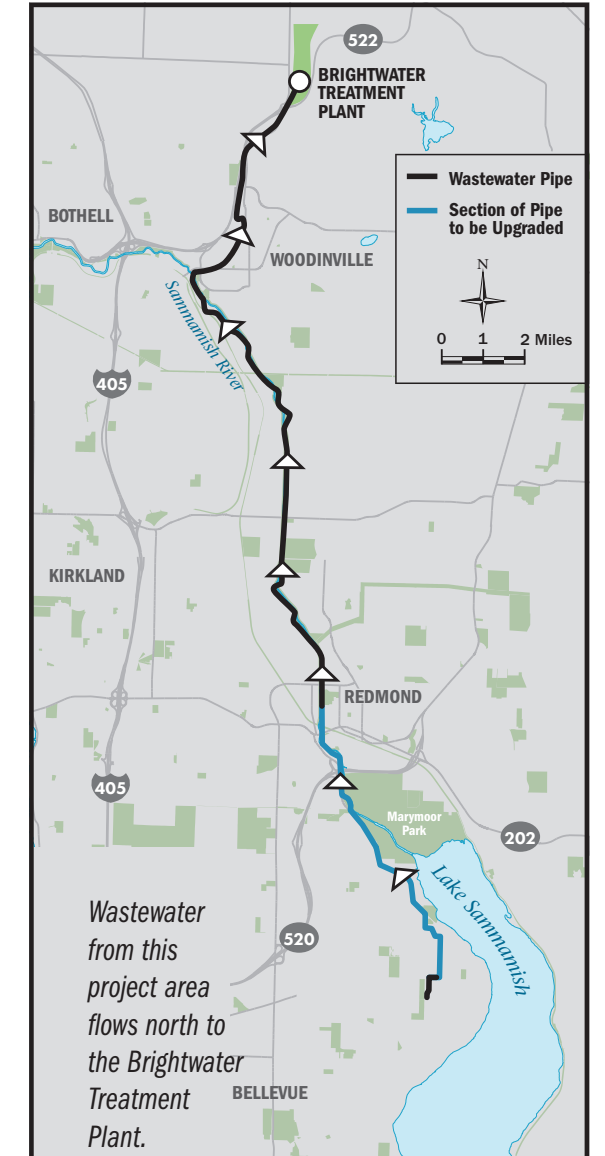 522
BRIGHTWATER
TREATMENT
PLANT
Wastewater Pipe
Section of Pipe
to be Upgraded
N
0 1 2 Miles
BOTHELL
WOODINVILLE
Sammamish River
405
KIRKLAND
REDMOND
405
Marymoor
Park
202
Lake Sammamish
520
Wastewater
from this
project area
flows north to
the Brightwater
Treatment
Plant.
BELLEVUE